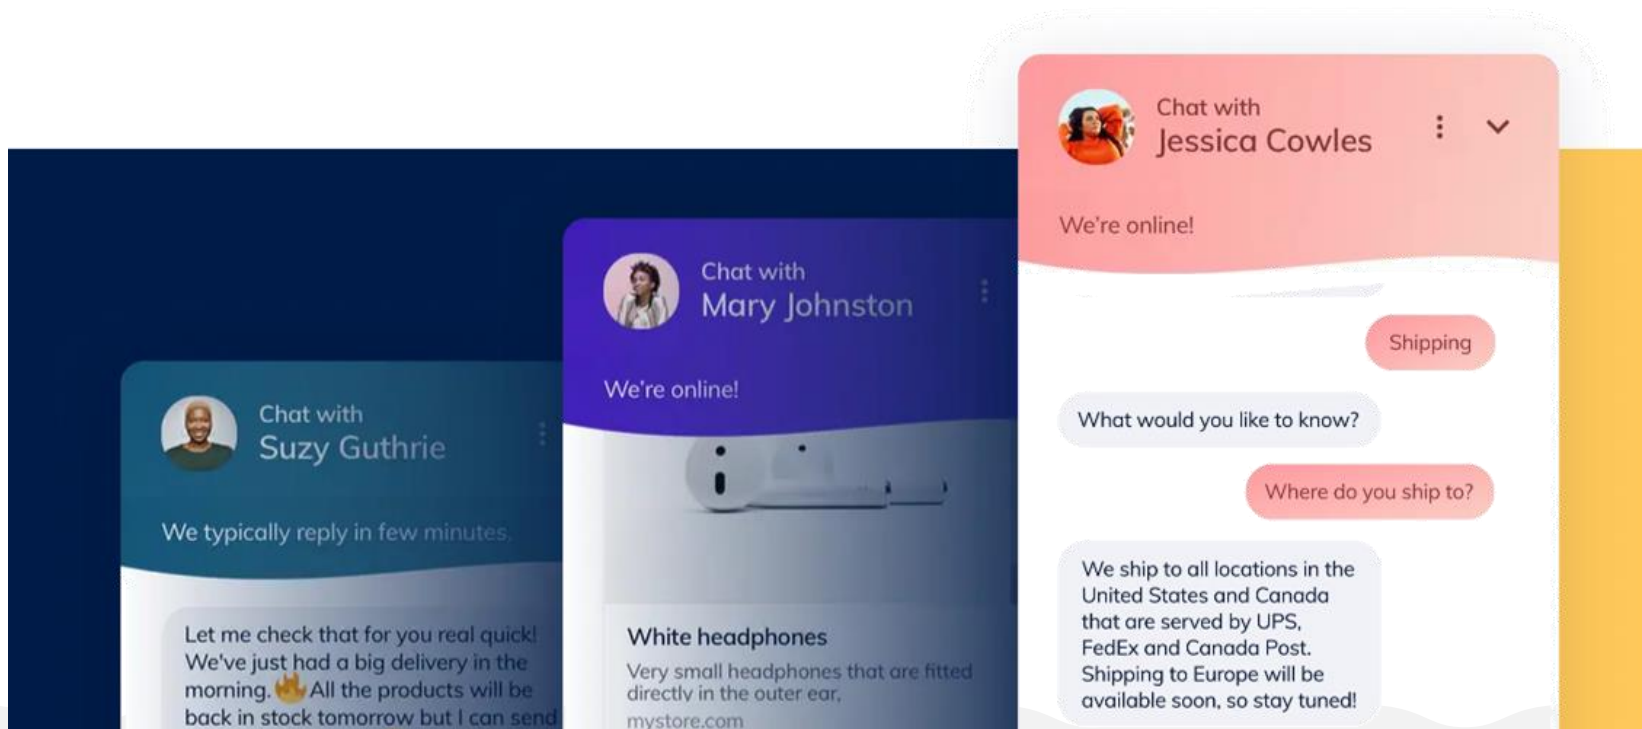 Chat with
Suzy Guthrie
We typically reply in few minutes.
Let me check that for you real quick!
We've just had a big delivery in the
morning. 🔥 All the products will be
back in stock tomorrow but I can send
Chat with
Mary Johnston
We're online!
White headphones
Very small headphones that are fitted
directly in the outer ear,
mystore.com
Chat with
Jessica Cowles
We're online!
Shipping
What would you like to know?
Where do you ship to?
We ship to all locations in the
United States and Canada
that are served by UPS,
FedEx and Canada Post.
Shipping to Europe will be
available soon, so stay tuned!